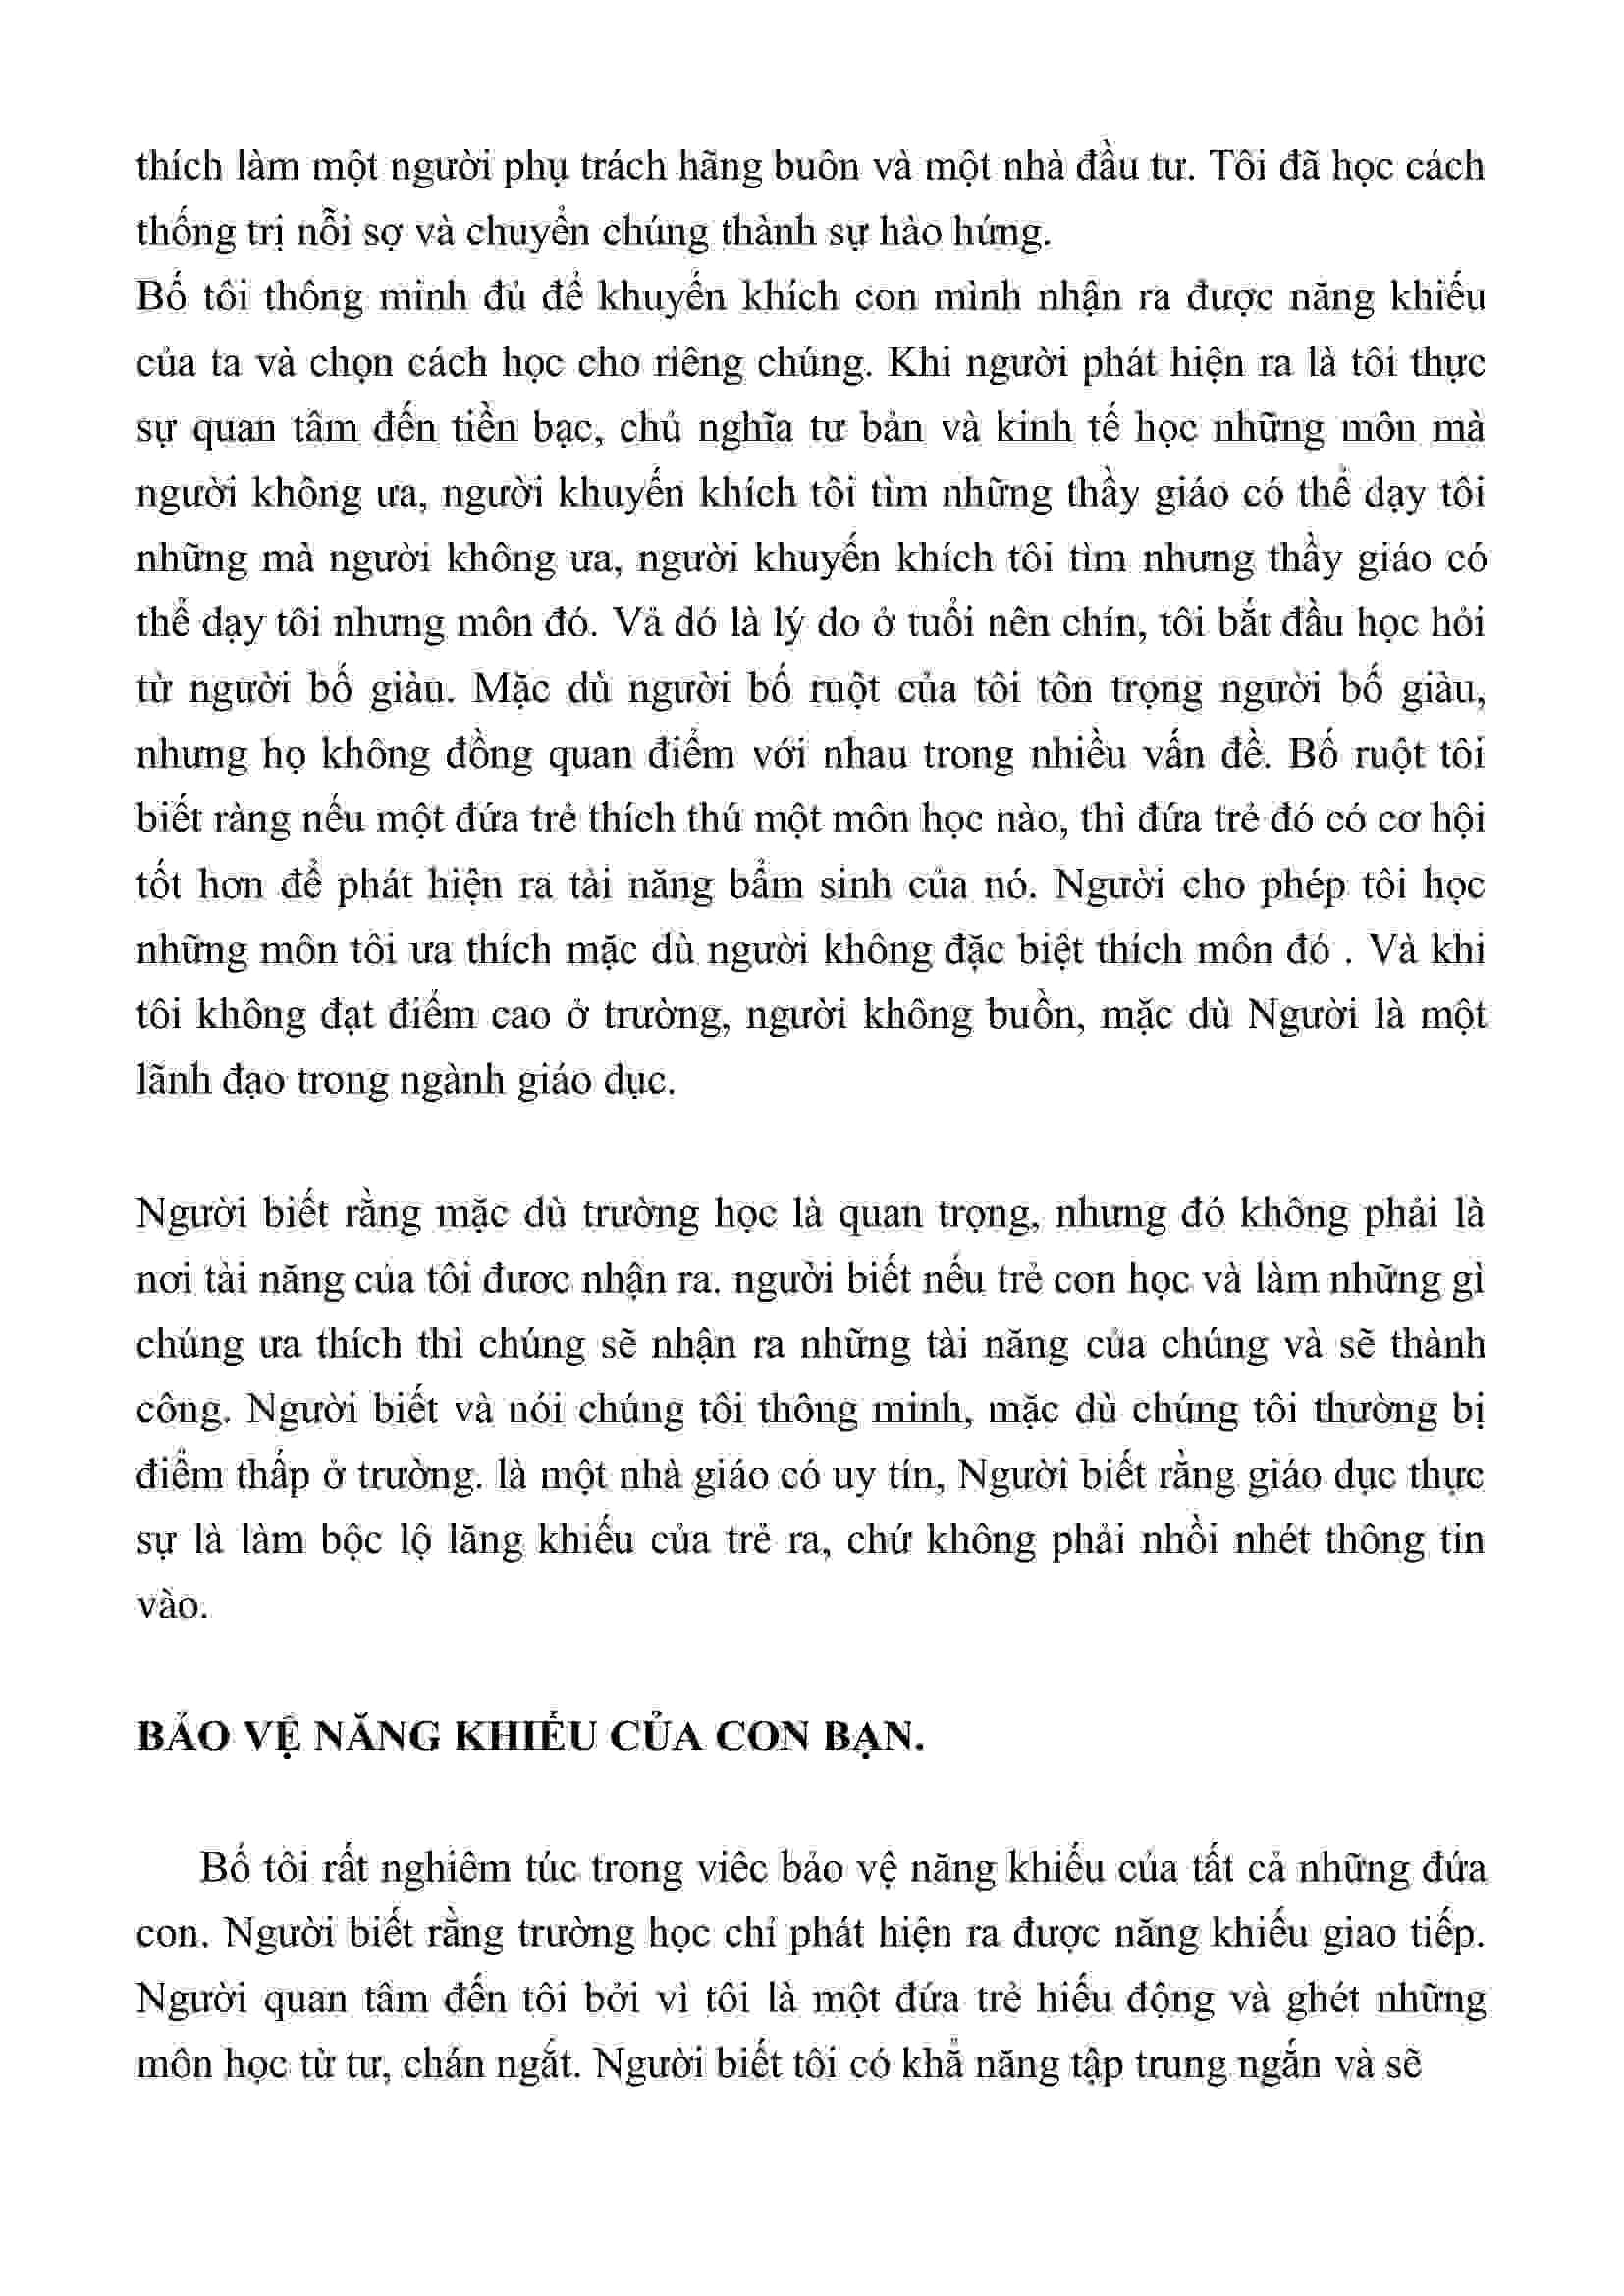 thích làm một người phụ trách hãng buôn và một nhà đầu tư. Tôi đã học cách
thống trị nỗi sợ và chuyển chúng thành sự hào hứng.
Bố tôi thông minh đủ để khuyến khích con mình nhận ra được năng khiếu
của ta và chọn cách học cho riêng chúng. Khi người phát hiện ra là tôi thực
sự quan tâm đến tiền bạc, chủ nghĩa tư bản và kinh tế học những môn mà
người không ưa, người khuyến khích tôi tìm những thầy giáo có thể dạy tôi
những mà người không ưa, người khuyến khích tôi tìm nhưng thầy giáo có
thể dạy tôi nhưng môn đó. Vả dó là lý do ở tuổi nên chín, tôi bắt đầu học hỏi
từ người bố giàu. Mặc dù người bố ruột của tôi tôn trọng người bố giàu,
nhưng họ không đồng quan điểm với nhau trong nhiều vấn đề. Bố ruột tôi
biết ràng nếu một đứa trẻ thích thú một môn học nào, thì đứa trẻ đó có cơ hội
tốt hơn để phát hiện ra tài năng bẩm sinh của nó. Người cho phép tôi học
những môn tôi ưa thích mặc dù người không đặc biệt thích môn đó . Và khi
tôi không đạt điểm cao ở trường, người không buồn, mặc dù Người là một
lãnh đạo trong ngành giáo dục.
Người biết rằng mặc dù trường học là quan trọng, nhưng đó không phải là
nơi tài năng của tôi đươc nhận ra. người biết nếu trẻ con học và làm những gì
chúng ưa thích thì chúng sẽ nhận ra những tài năng của chúng và sẽ thành
công. Người biết và nói chúng tôi thông minh, mặc dù chúng tôi thường bị
điểm thấp ở trường. là một nhà giáo có uy tín, Người biết rằng giáo dục thực
sự là làm bộc lộ lăng khiếu của trẻ ra, chứ không phải nhồi nhét thông tin
vào.
BẢO VỆ NĂNG KHIẾU CỦA CON BẠN.
Bố tôi rất nghiêm túc trong viêc bảo vệ năng khiếu của tất cả những đứa
con. Người biết rằng trường học chỉ phát hiện ra được năng khiếu giao tiếp.
Người quan tâm đến tôi bởi vì tôi là một đứa trẻ hiếu động và ghét những
môn học từ tư, chán ngắt. Người biết tôi có khẳ năng tập trung ngắn và sẽ